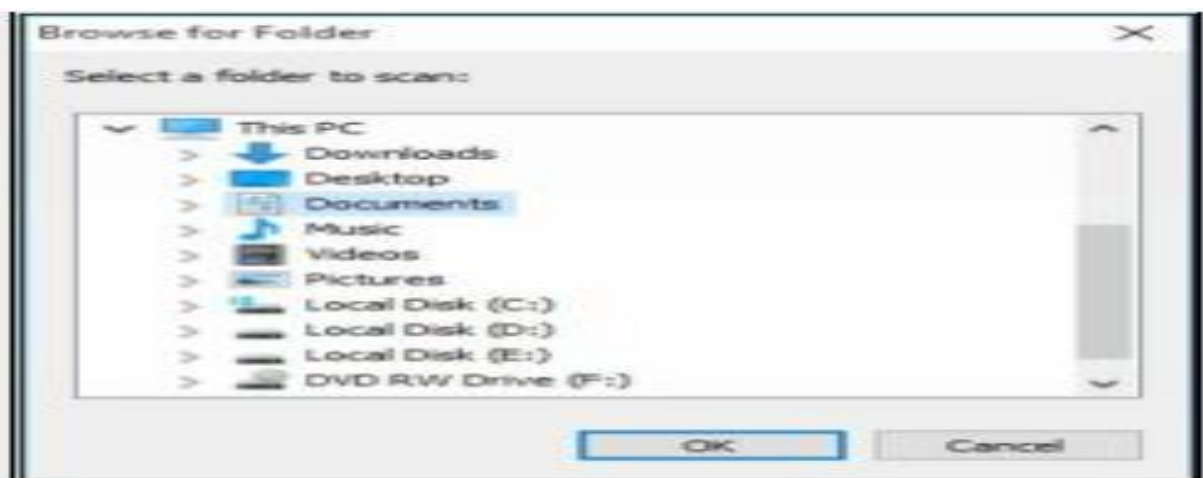 Browse for Folder
Select a folder to scan:
This PC
Downloads
Desktop
Documents
Music
Videos
Pictures
Local Disk (C:)
Local Disk (D:)
Local Disk (E:)
DVD RW Drive (F:)
OK Cancel